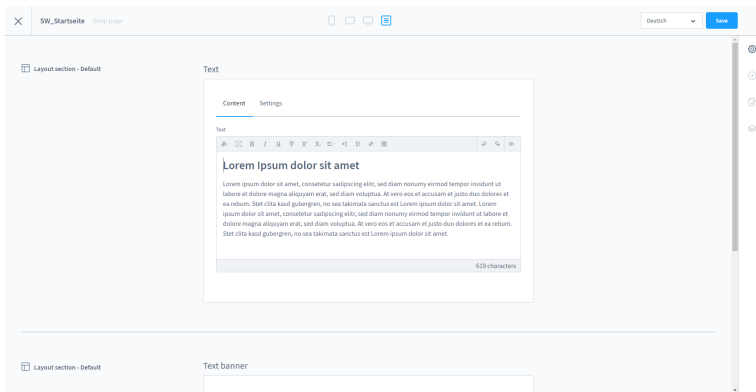 SW_Startseite Shop page
Deutsch
Save
Layout section - Default
Text
Content Settings
Text
Lorem Ipsum dolor sit amet
Lorem ipsum dolor sit amet, consetetur sadipscing elitr, sed diam nonumy eirmod tempor invidunt ut
labore et dolore magna aliquyam erat, sed diam voluptua. At vero eos et accusam et justo duo dolores et
ea rebum. Stet clita kasd gubergren, no sea takimata sanctus est Lorem ipsum dolor sit amet. Lorem
ipsum dolor sit amet, consetetur sadipscing elitr, sed diam nonumy eirmod tempor invidunt ut labore et
dolore magna aliquyam erat, sed diam voluptua. At vero eos et accusam et justo duo dolores et ea rebum.
Stet clita kasd gubergren, no sea takimata sanctus est Lorem ipsum dolor sit amet.
619 characters
Layout section - Default
Text banner